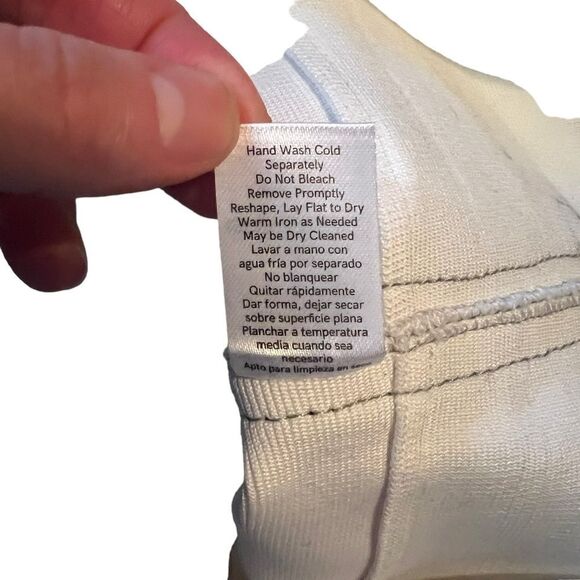 Hand Wash Cold
Separately
Do Not Bleach
Remove Promptly
Reshape, Lay Flat to Dry
Warm Iron as Needed
May be Dry Cleaned
Lavar a mano con
agua fría por separado
No blanquear
Quitar rápidamente
Dar forma, dejar secar
sobre superficie plana
Planchar a temperatura
media cuando sea
necesario
Apto para limpieza en